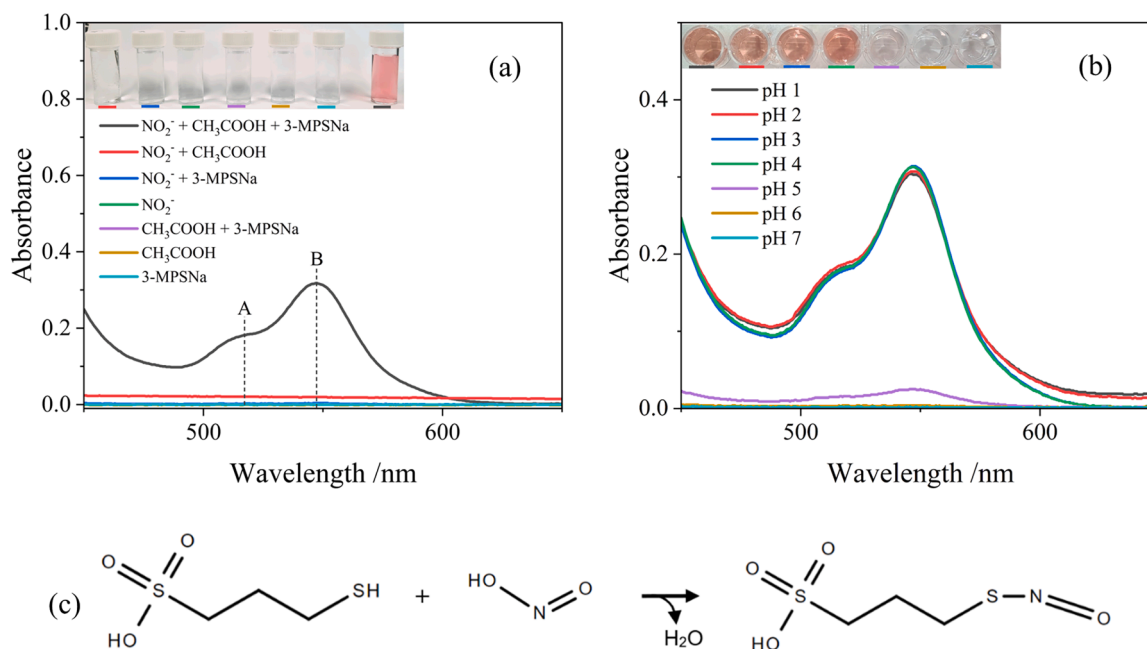 (a)
1.0
0.8
0.6
0.4
0.2
0.0
Absorbance
NO₂⁻ + CH₃COOH + 3-MPSNa
NO₂⁻ + CH₃COOH
NO₂⁻ + 3-MPSNa
NO₂⁻
CH₃COOH + 3-MPSNa
CH₃COOH
3-MPSNa
A
B
500
600
Wavelength /nm
(b)
0.4
0.2
0.0
Absorbance
pH 1
pH 2
pH 3
pH 4
pH 5
pH 6
pH 7
500
600
Wavelength /nm
(c)
O
O
S
HO
SH
+
HO
N
O
H₂O
O
O
S
HO
S
N
O